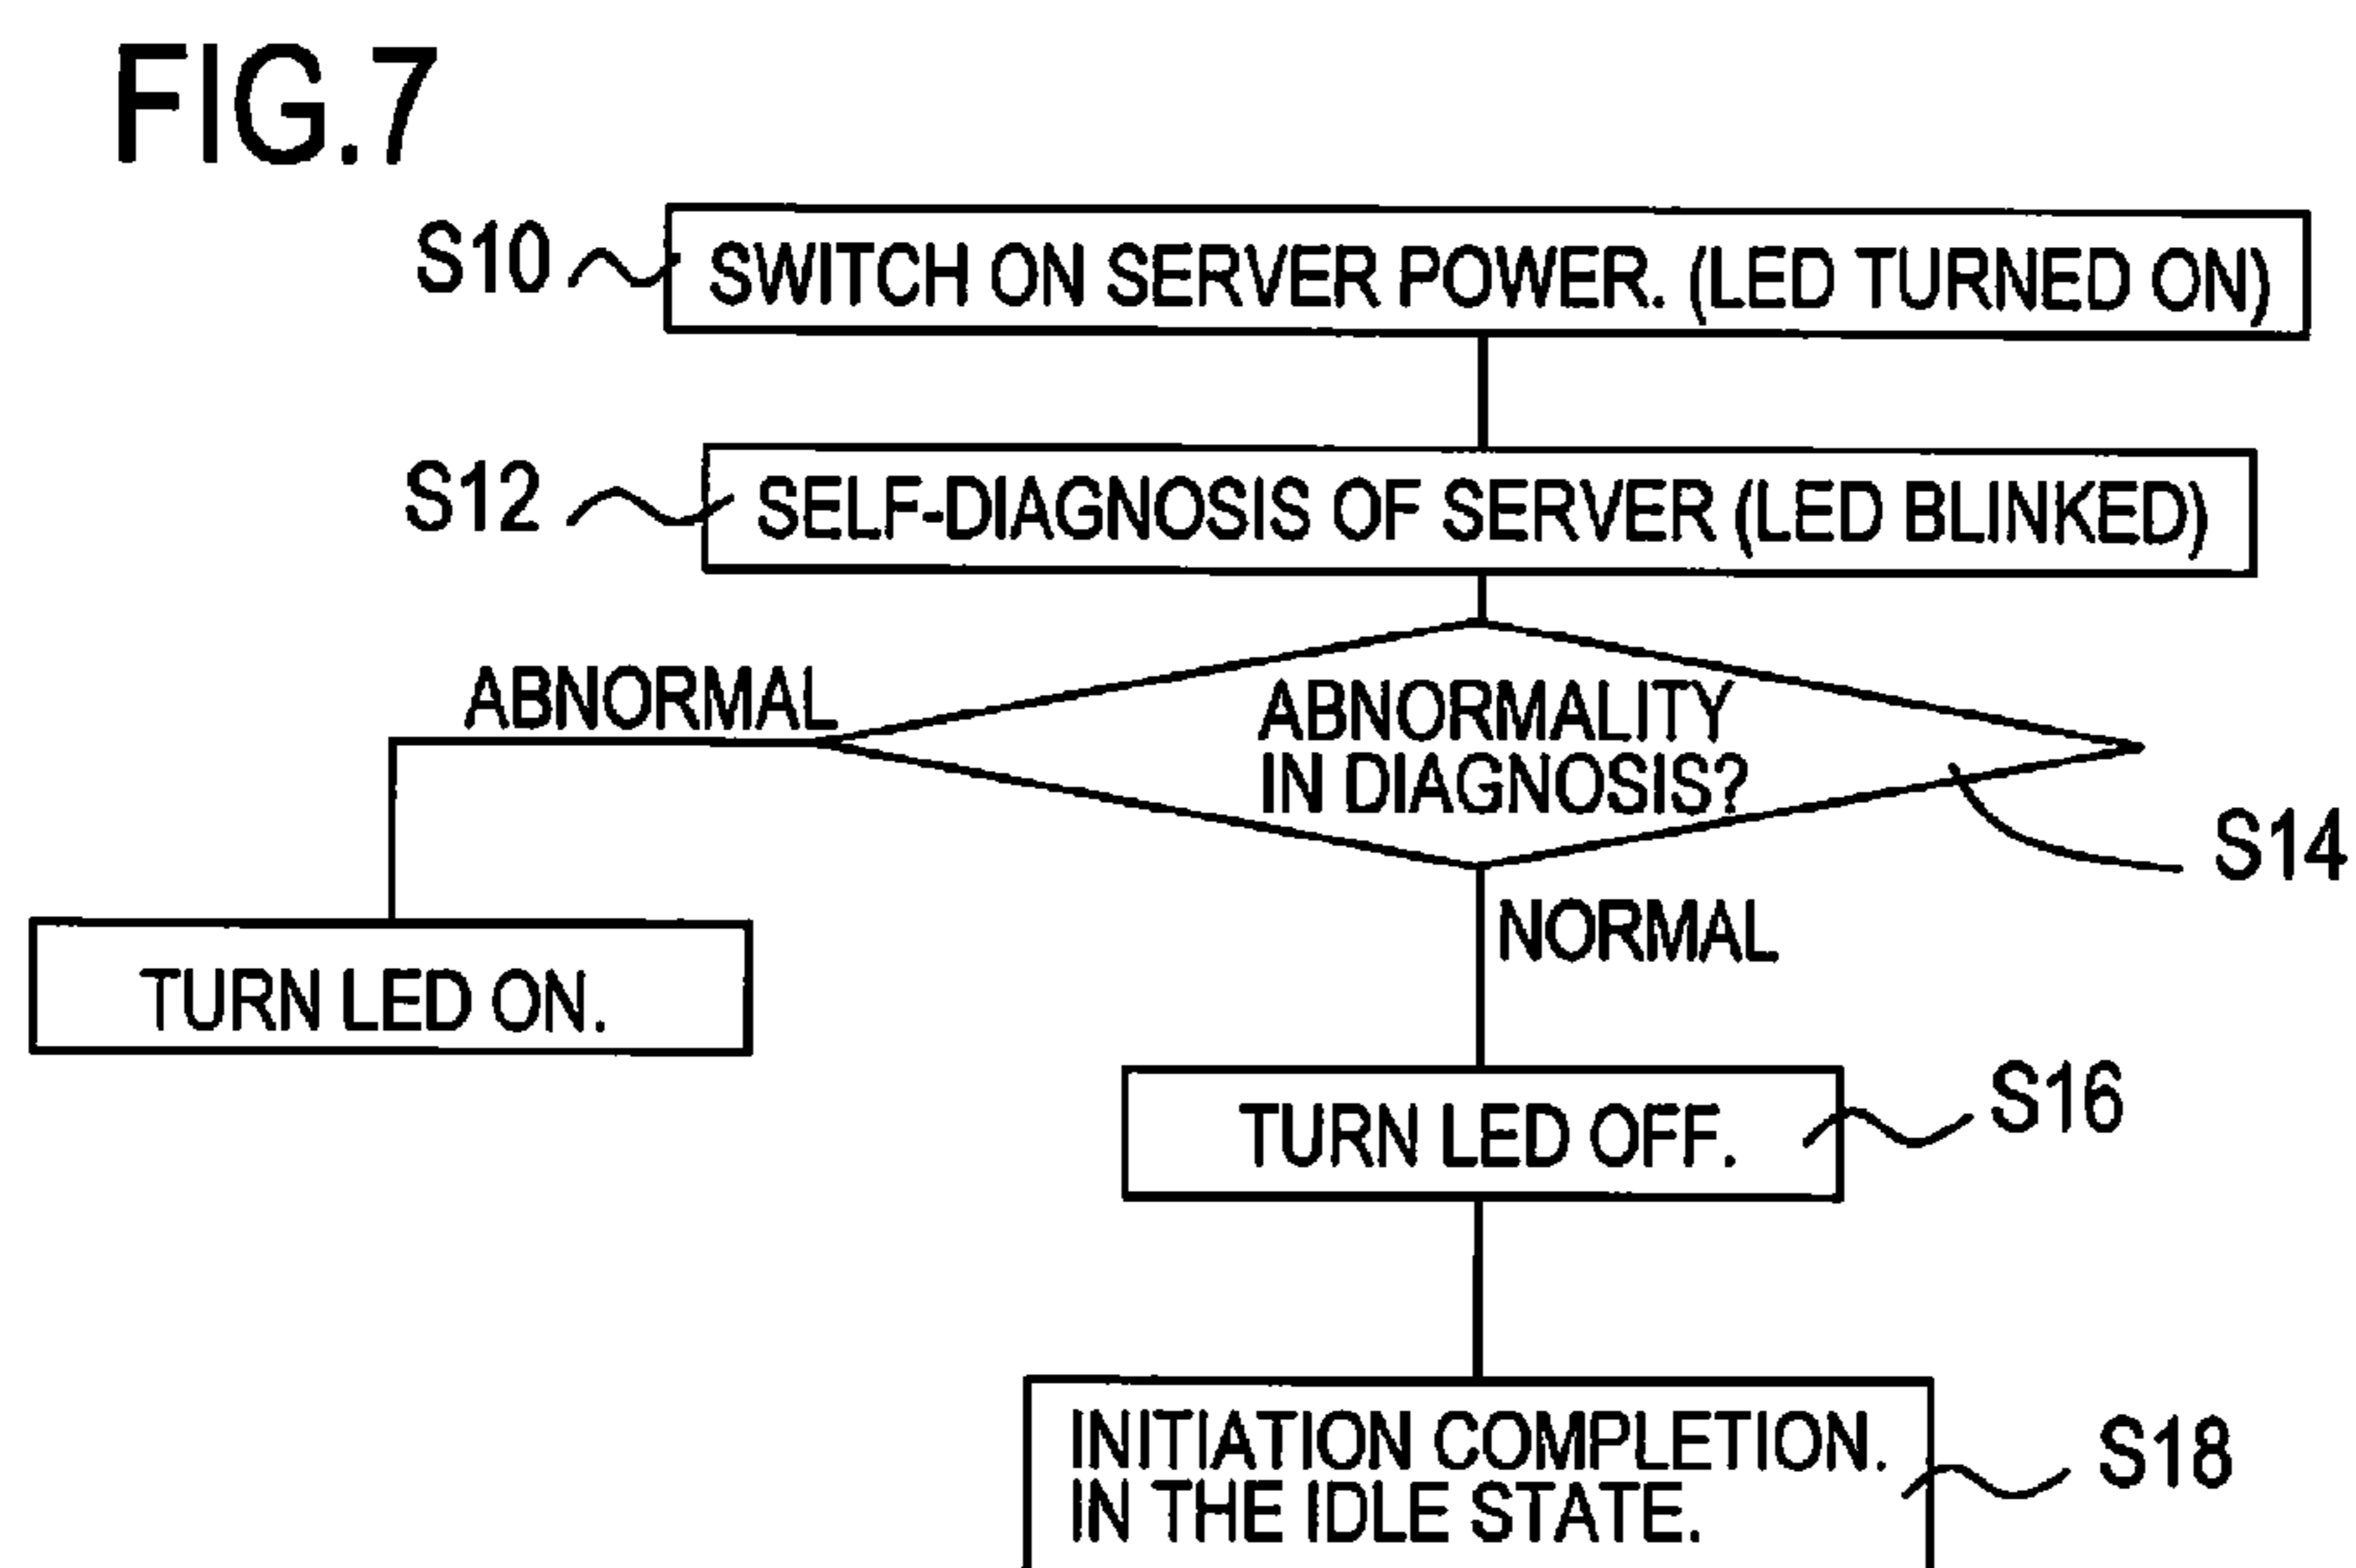 FIG.7
S10
SWITCH ON SERVER POWER. (LED TURNED ON)
S12
SELF-DIAGNOSIS OF SERVER (LED BLINKED)
ABNORMAL
ABNORMALITY
IN DIAGNOSIS?
S14
NORMAL
TURN LED ON.
TURN LED OFF.
S16
INITIATION COMPLETION.
IN THE IDLE STATE.
S18